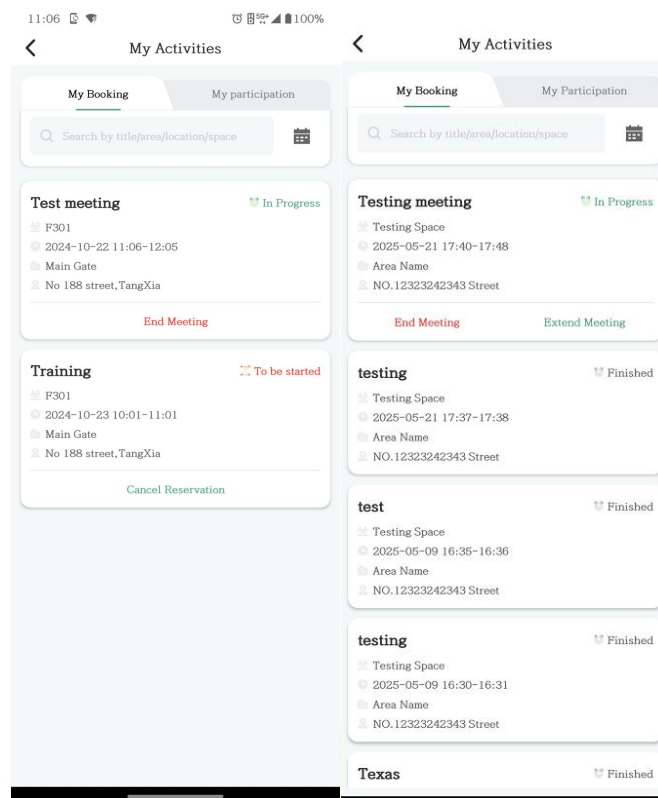 11:06 5G+ 100%
My Activities
My Booking My participation
Search by title/area/location/space
Test meeting In Progress
F301
2024-10-22 11:06-12:05
Main Gate
No 188 street,TangXia
End Meeting
Training To be started
F301
2024-10-23 10:01-11:01
Main Gate
No 188 street,TangXia
Cancel Reservation
My Activities
My Booking My Participation
Search by title/area/location/space
Testing meeting In Progress
Testing Space
2025-05-21 17:40-17:48
Area Name
NO.12323242343 Street
End Meeting Extend Meeting
testing Finished
Testing Space
2025-05-21 17:37-17:38
Area Name
NO.12323242343 Street
test Finished
Testing Space
2025-05-09 16:35-16:36
Area Name
NO.12323242343 Street
testing Finished
Testing Space
2025-05-09 16:30-16:31
Area Name
NO.12323242343 Street
Texas Finished